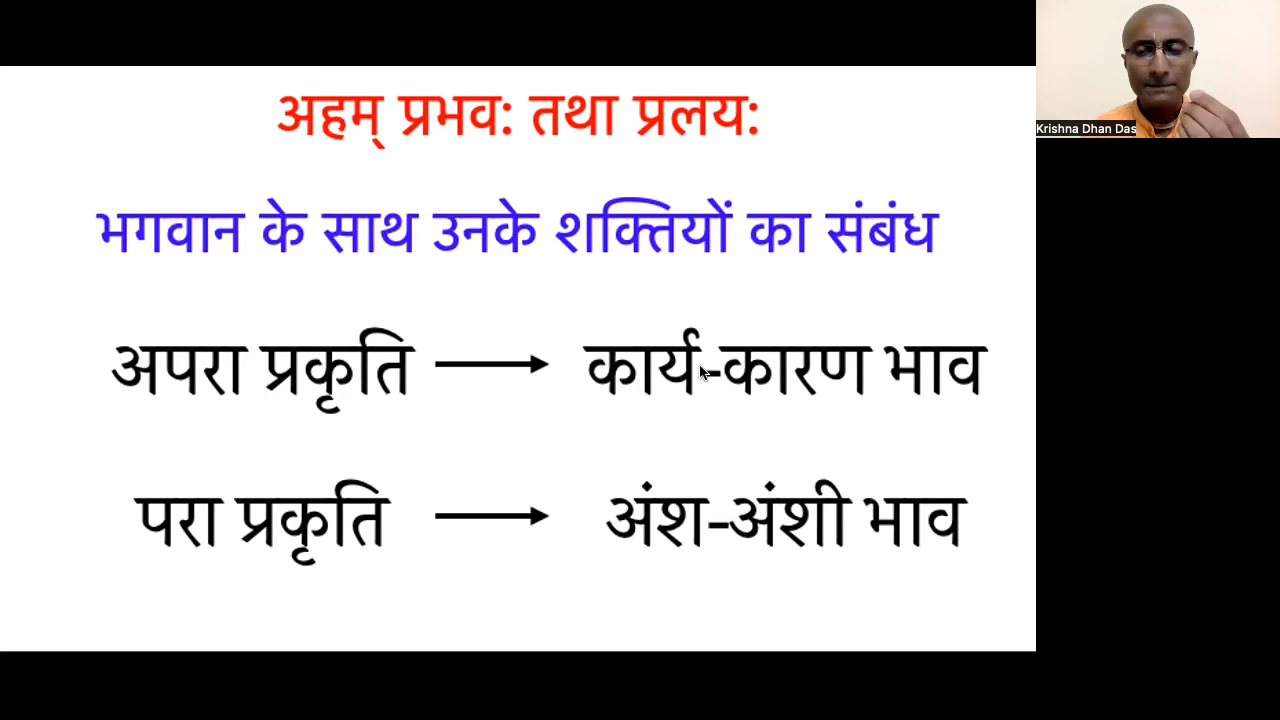 अहम् प्रभव: तथा प्रलय:
भगवान के साथ उनके शक्तियों का संबंध
अपरा प्रकृति → कार्य-कारण भाव
परा प्रकृति → अंश-अंशी भाव
Krishna Dhan Das